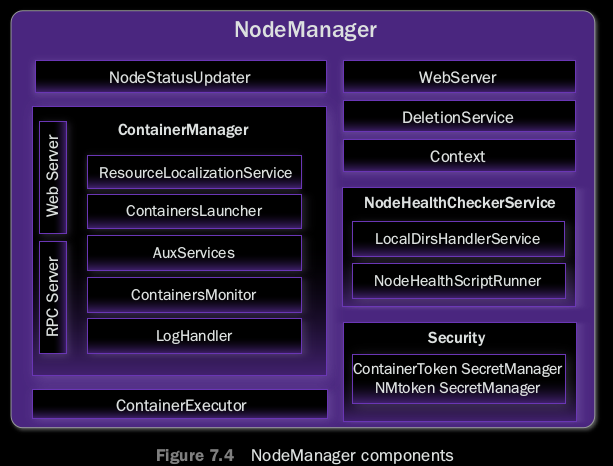 NodeManager
NodeStatusUpdater
ContainerManager
Web Server
RPC Server
ResourceLocalizationService
ContainersLauncher
AuxServices
ContainersMonitor
LogHandler
ContainerExecutor
WebServer
DeletionService
Context
NodeHealthCheckerService
LocalDirsHandlerService
NodeHealthScriptRunner
Security
ContainerToken SecretManager
NMtoken SecretManager
Figure 7.4 NodeManager components